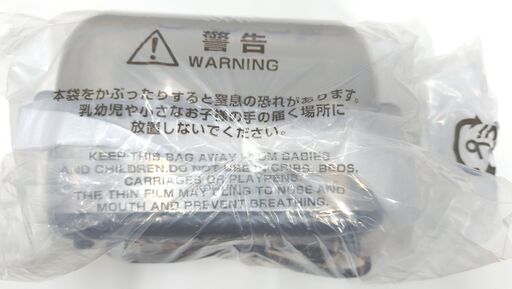 警告
WARNING
本袋をかぶったりすると窒息の恐れがあります。
乳幼児や小さなお子様の手の届く場所に
放置しないでください。
KEEP THIS BAG AWAY FROM BABIES
AND CHILDREN.DO NOT USE IN CRIBS, BEDS,
CARRIAGES OR PLAYPENS.
THE THIN FILM MAY CLING TO NOSE AND
MOUTH AND PREVENT BREATHING.
プラ